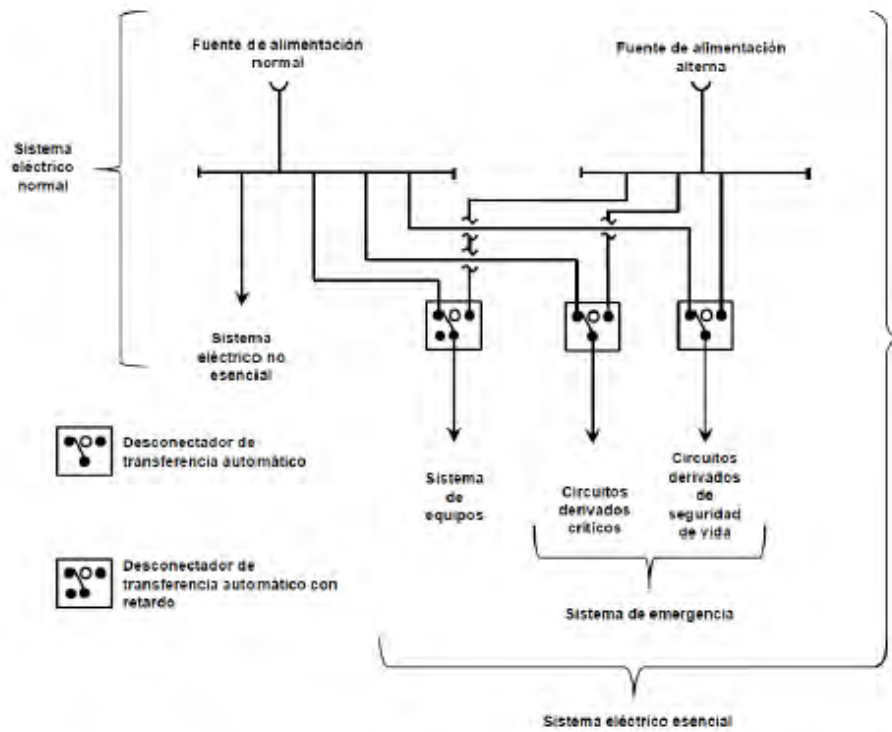 Fuente de alimentación
normal
Fuente de alimentación
alterna
Sistema
eléctrico
normal
Sistema
eléctrico no
esencial
Desconectador de
transferencia automático
Desconectador de
transferencia automático con
retardo
Sistema
de
equipos
Circuitos
derivados
críticos
Circuitos
derivados
de
seguridad
de vida
Sistema de emergencia
Sistema eléctrico esencial